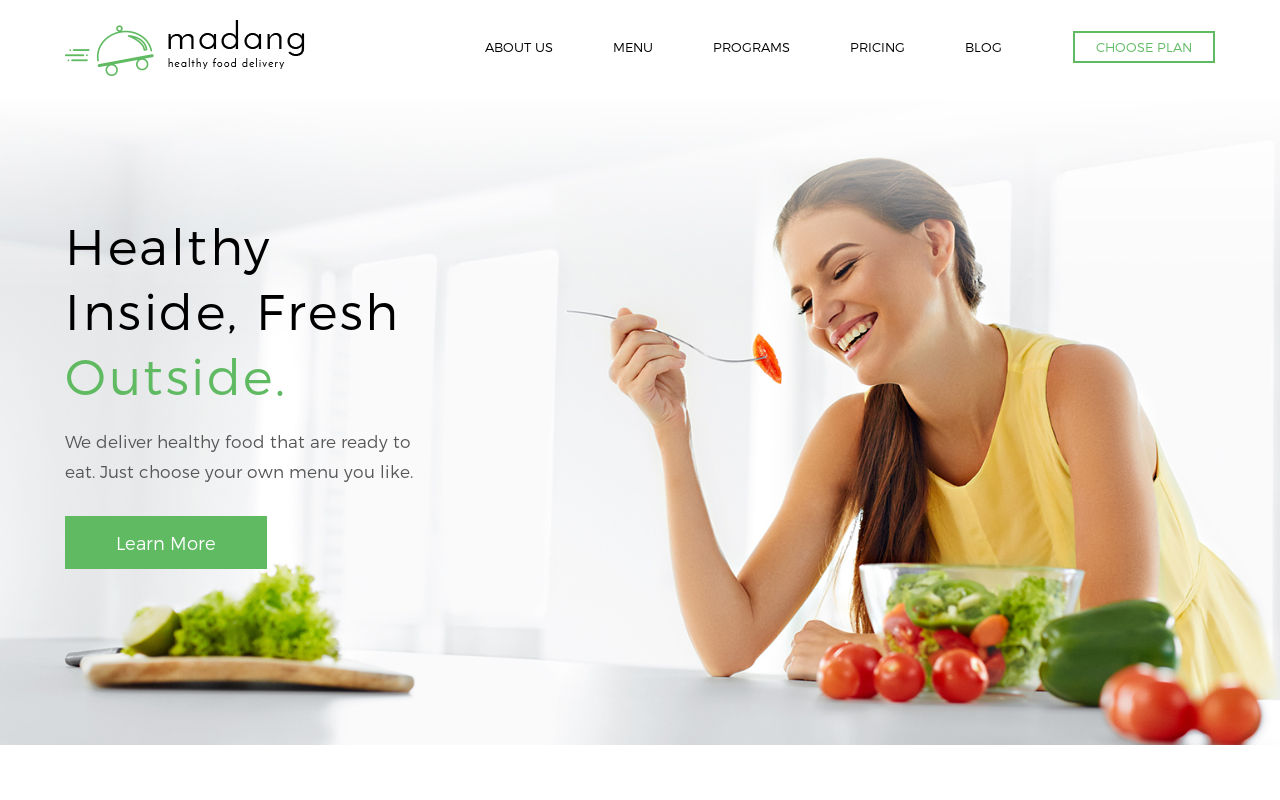 madang
healthy food delivery
ABOUT US
MENU
PROGRAMS
PRICING
BLOG
CHOOSE PLAN
Healthy
Inside, Fresh
Outside.
We deliver healthy food that are ready to
eat. Just choose your own menu you like.
Learn More